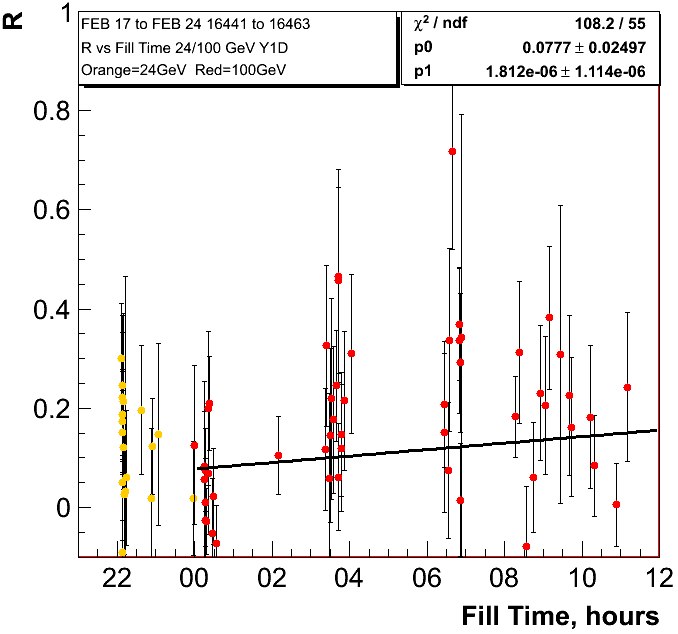 FEB 17 to FEB 24 16441 to 16463
R vs Fill Time 24/100 GeV Y1D
Orange=24GeV Red=100GeV
χ² / ndf 108.2 / 55
p0 0.0777 ± 0.02497
p1 1.812e-06 ± 1.114e-06
R
1
0.8
0.6
0.4
0.2
0
22 00 02 04 06 08 10 12
Fill Time, hours